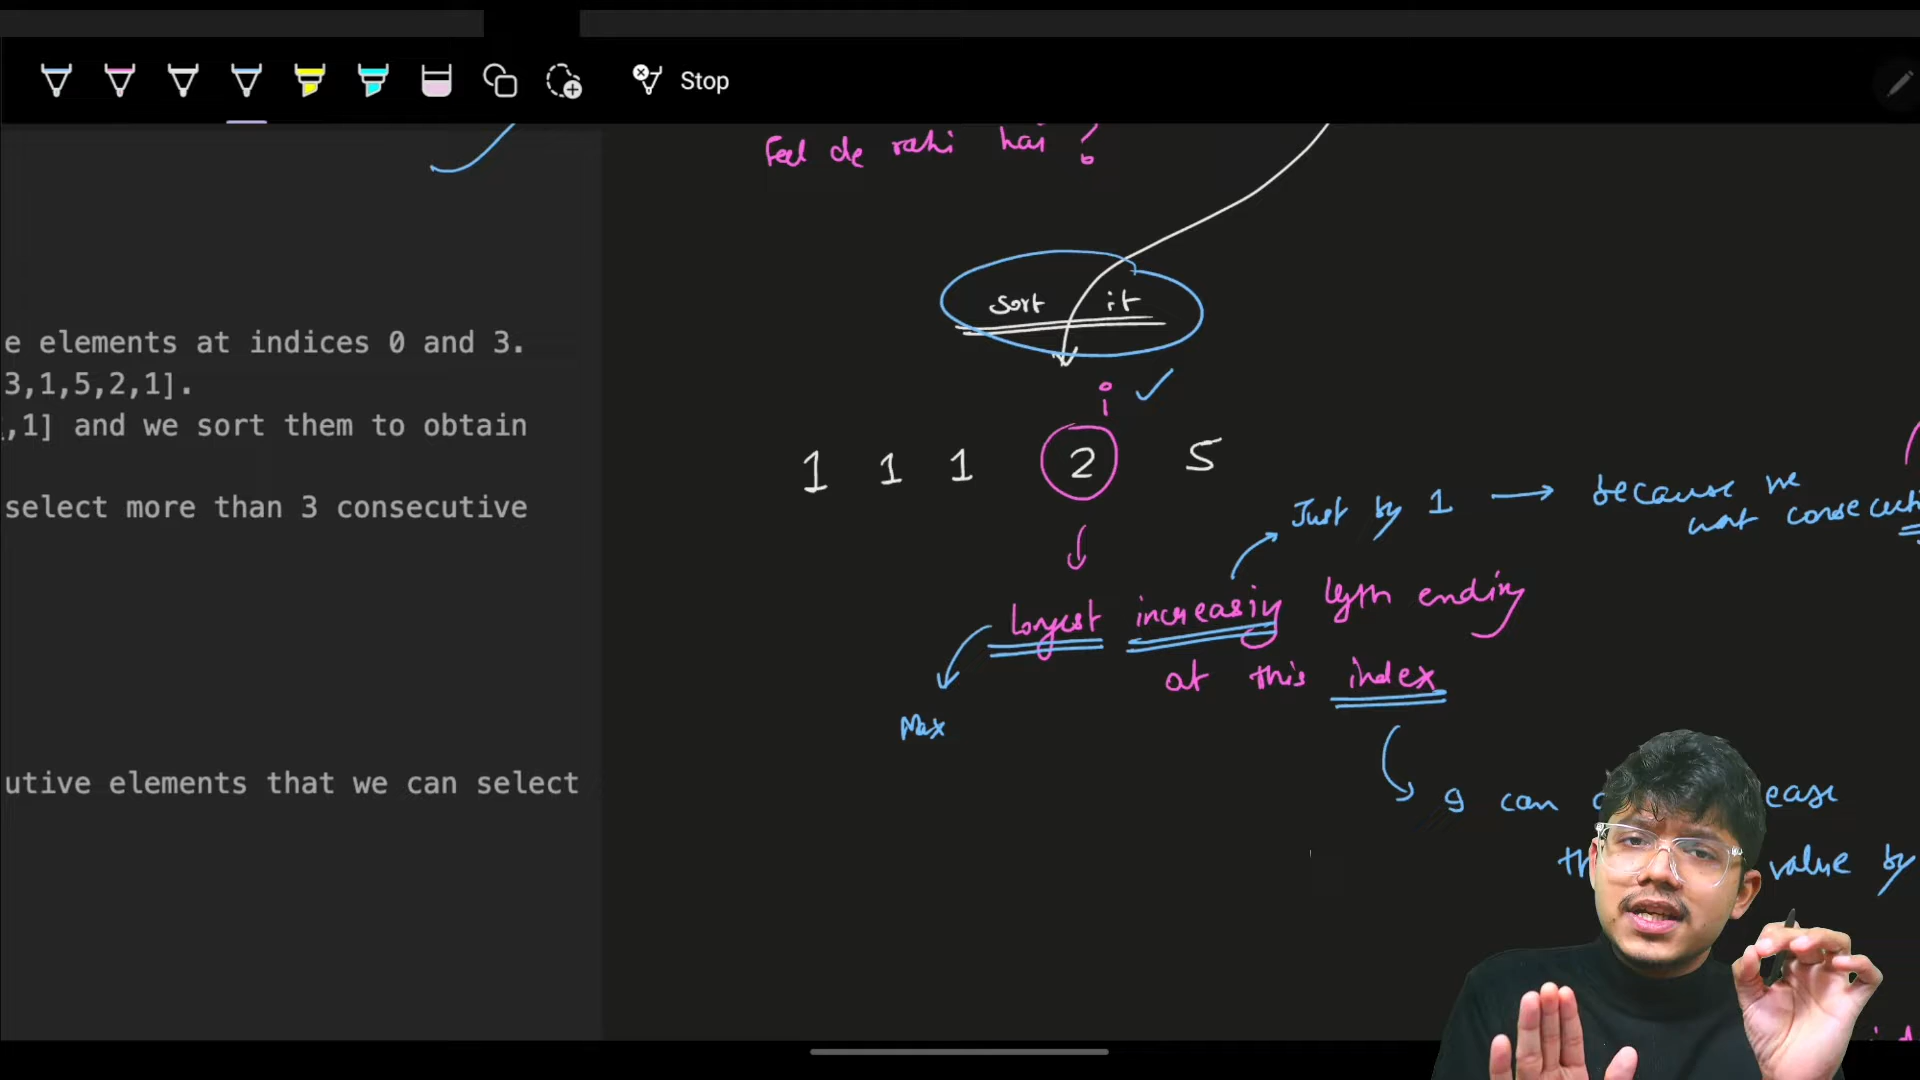 Stop
Feel de rahi hai ?
e elements at indices 0 and 3.
3,1,5,2,1].
,1] and we sort them to obtain
select more than 3 consecutive
utive elements that we can select
sort it
i
1 1 1 2 5
Just by 1 → because we
want consecuti
Longest increasing length ending
at this index
Max
can ease
value by